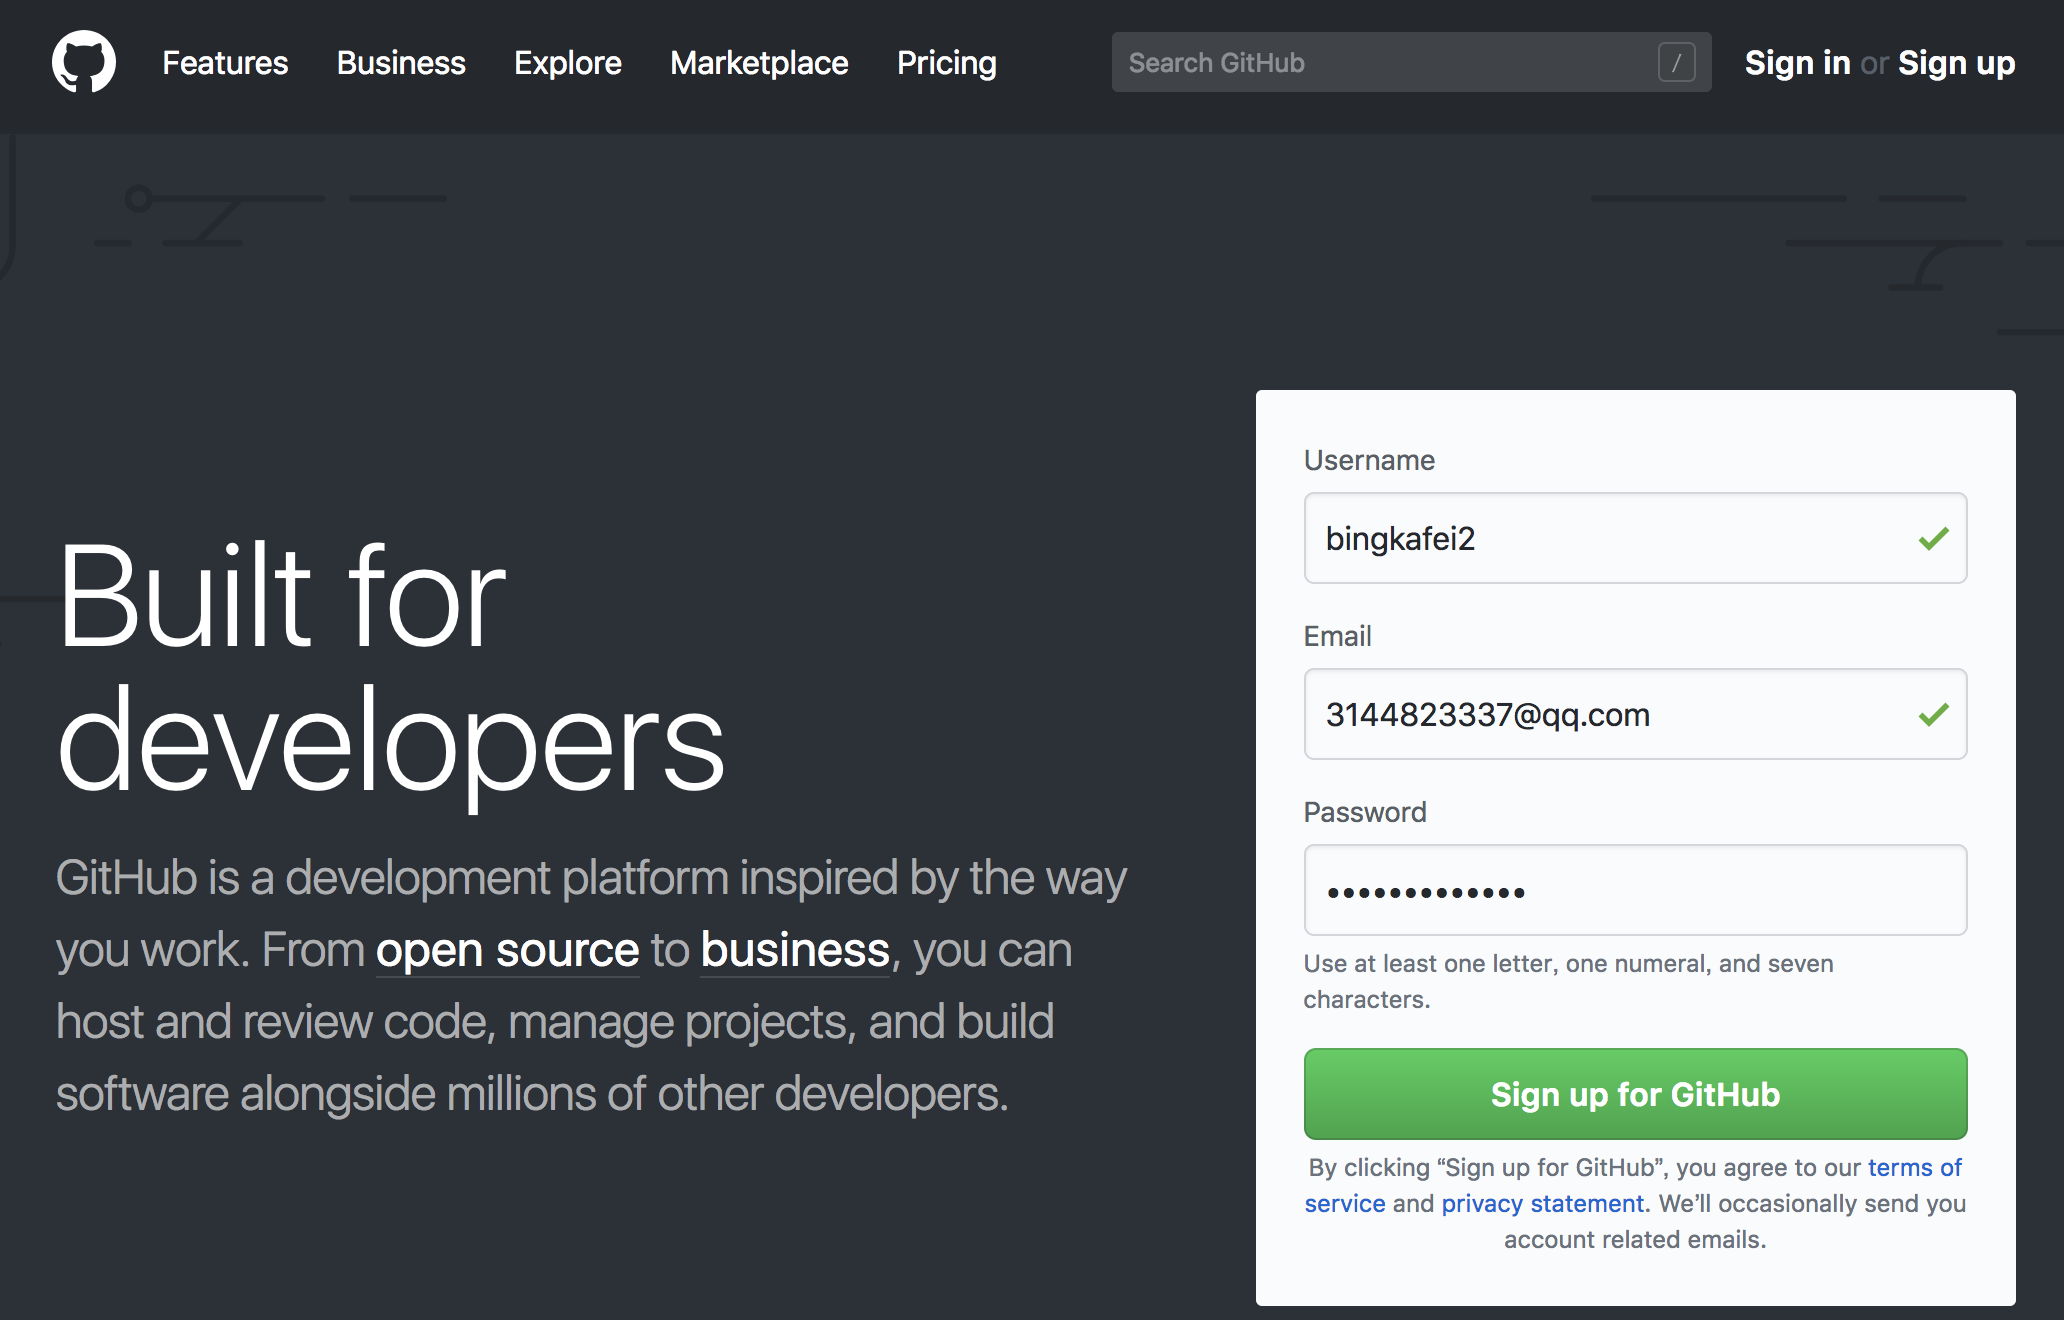 Features Business Explore Marketplace Pricing Search GitHub / Sign in or Sign up
Built for
developers
GitHub is a development platform inspired by the way
you work. From open source to business, you can
host and review code, manage projects, and build
software alongside millions of other developers.
Username
bingkafei2
Email
3144823337@qq.com
Password
•••••••••••••
Use at least one letter, one numeral, and seven
characters.
Sign up for GitHub
By clicking “Sign up for GitHub”, you agree to our terms of
service and privacy statement. We’ll occasionally send you
account related emails.